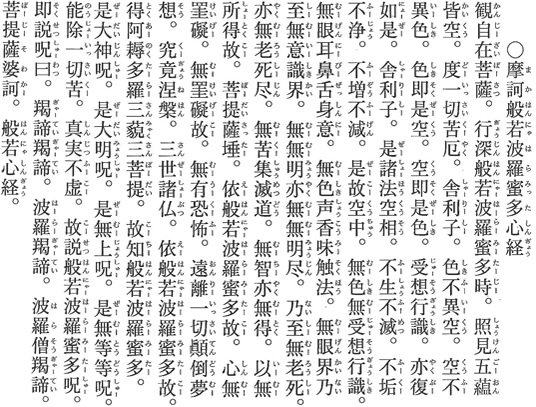 〇摩訶般若波羅蜜多心経
観自在菩薩。行深般若波羅蜜多時。照見五蘊
皆空。度一切苦厄。舎利子。色不異空。空不
異色。色即是空。空即是色。受想行識。亦復
如是。舎利子。是諸法空相。不生不滅。不垢
不浄。不増不減。是故空中。無色無受想行識。
無眼耳鼻舌身意。無色声香味触法。無眼界乃
至無意識界。無無明亦無無明尽。乃至無老死。
亦無老死尽。無苦集滅道。無智亦無得。以無
所得故。菩提薩埵。依般若波羅蜜多故。心無
罣礙。無罣礙故。無有恐怖。遠離一切顛倒夢
想。究竟涅槃。三世諸仏。依般若波羅蜜多故。
得阿耨多羅三藐三菩提。故知般若波羅蜜多。
是大神呪。是大明呪。是無上呪。是無等等呪。
能除一切苦。真実不虚。故説般若波羅蜜多呪。
即説呪曰。羯諦羯諦。波羅羯諦。波羅僧羯諦。
菩提薩婆訶。般若心経。